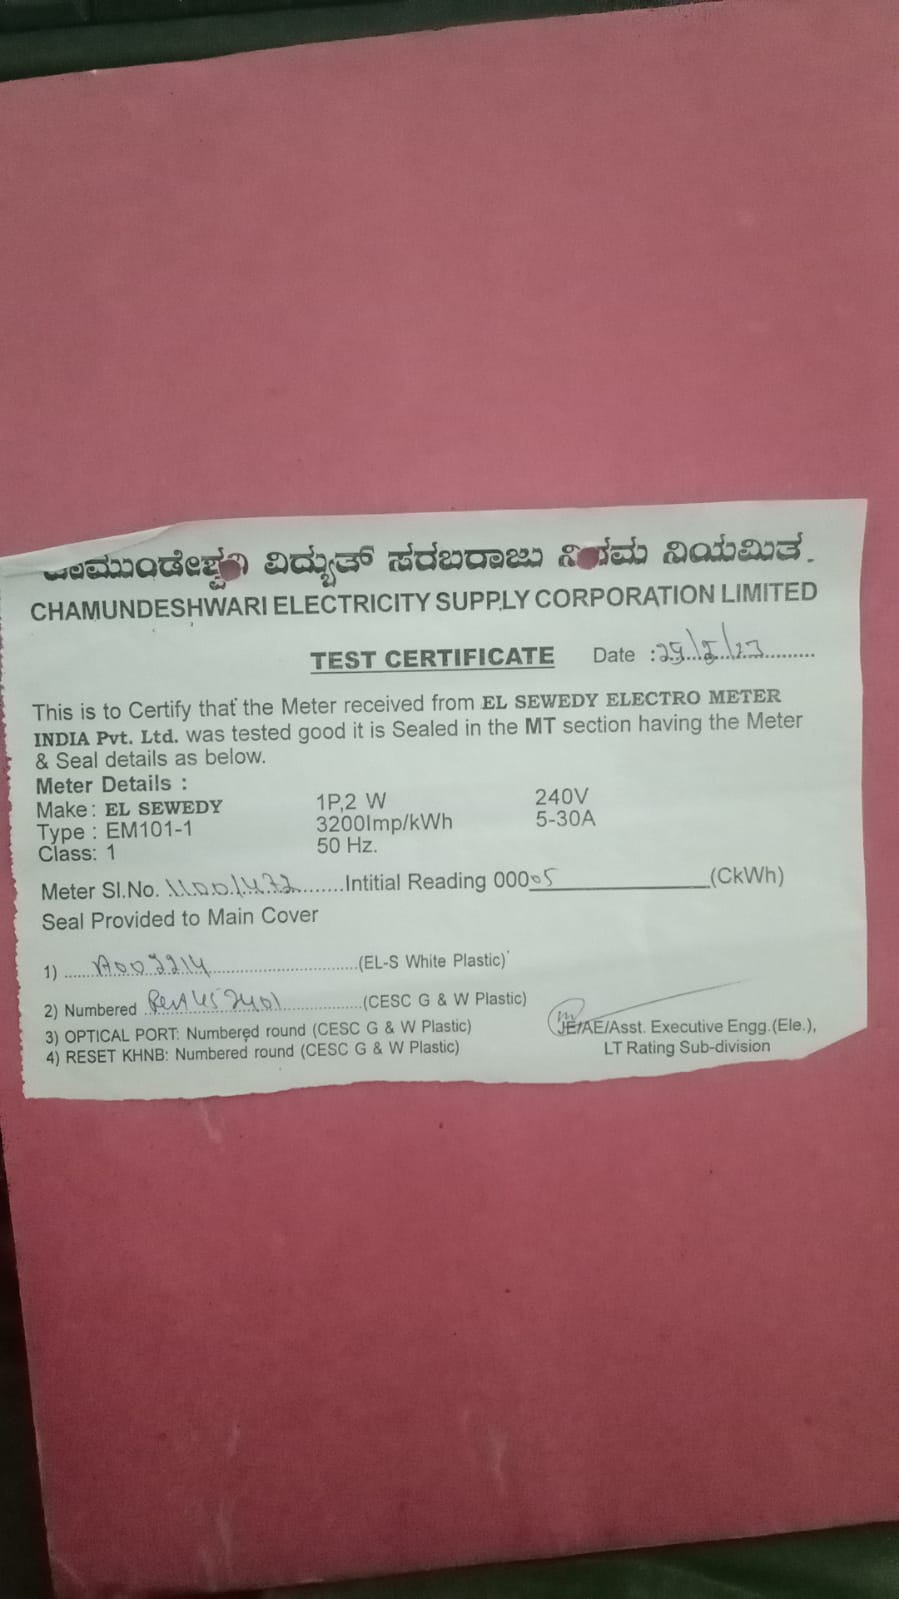 ಚಾಮುಂಡೇಶ್ವರಿ ವಿದ್ಯುತ್ ಸರಬರಾಜು ನಿಗಮ ನಿಯಮಿತ.
CHAMUNDESHWARI ELECTRICITY SUPPLY CORPORATION LIMITED
TEST CERTIFICATE Date :
This is to Certify that the Meter received from EL SEWEDY ELECTRO METER
INDIA Pvt. Ltd. was tested good it is Sealed in the MT section having the Meter
& Seal details as below.
Meter Details :
Make: EL SEWEDY 1P,2 W 240V
Type : EM101-1 3200Imp/kWh 5-30A
Class: 1 50 Hz.
Meter Sl.No. Intitial Reading 00005 (CkWh)
Seal Provided to Main Cover
1) (EL-S White Plastic)
2) Numbered (CESC G & W Plastic)
3) OPTICAL PORT: Numbered round (CESC G & W Plastic)
4) RESET KHNB: Numbered round (CESC G & W Plastic)
JE/AE/Asst. Executive Engg.(Ele.),
LT Rating Sub-division